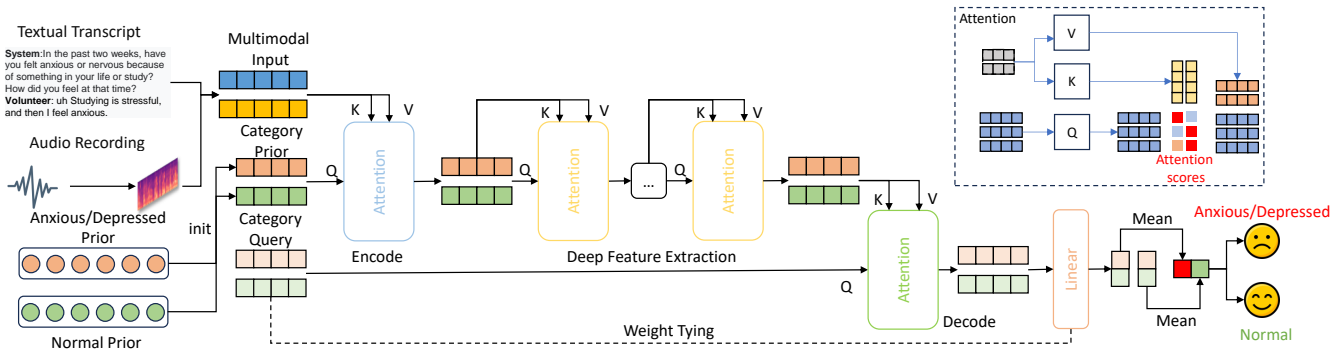 Textual Transcript
System:In the past two weeks, have
you felt anxious or nervous because
of something in your life or study?
How did you feel at that time?
Volunteer: uh Studying is stressful,
and then I feel anxious.
Audio Recording
Anxious/Depressed
Prior
init
Normal Prior
Multimodal
Input
Category
Prior
Category
Query
K
V
Q
Attention
Encode
K
V
Q
Attention
...
K
V
Q
Attention
Deep Feature Extraction
K
V
Q
Attention
Decode
Weight Tying
Linear
Mean
Mean
Anxious/Depressed
Normal
Attention
V
K
Q
Attention
scores